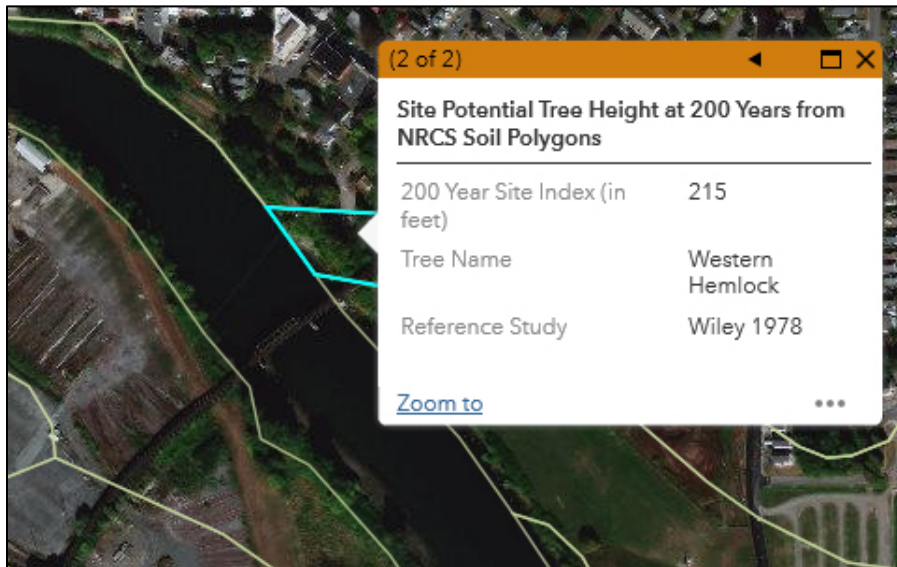 (2 of 2)
Site Potential Tree Height at 200 Years from
NRCS Soil Polygons
200 Year Site Index (in
feet)
215
Tree Name
Western
Hemlock
Reference Study
Wiley 1978
Zoom to